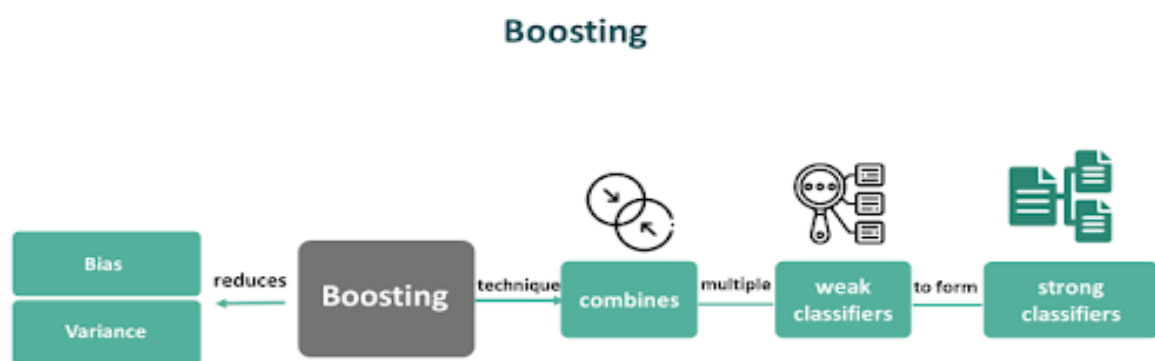 Boosting
Bias
Variance
reduces
Boosting
technique
combines
multiple
weak
classifiers
to form
strong
classifiers